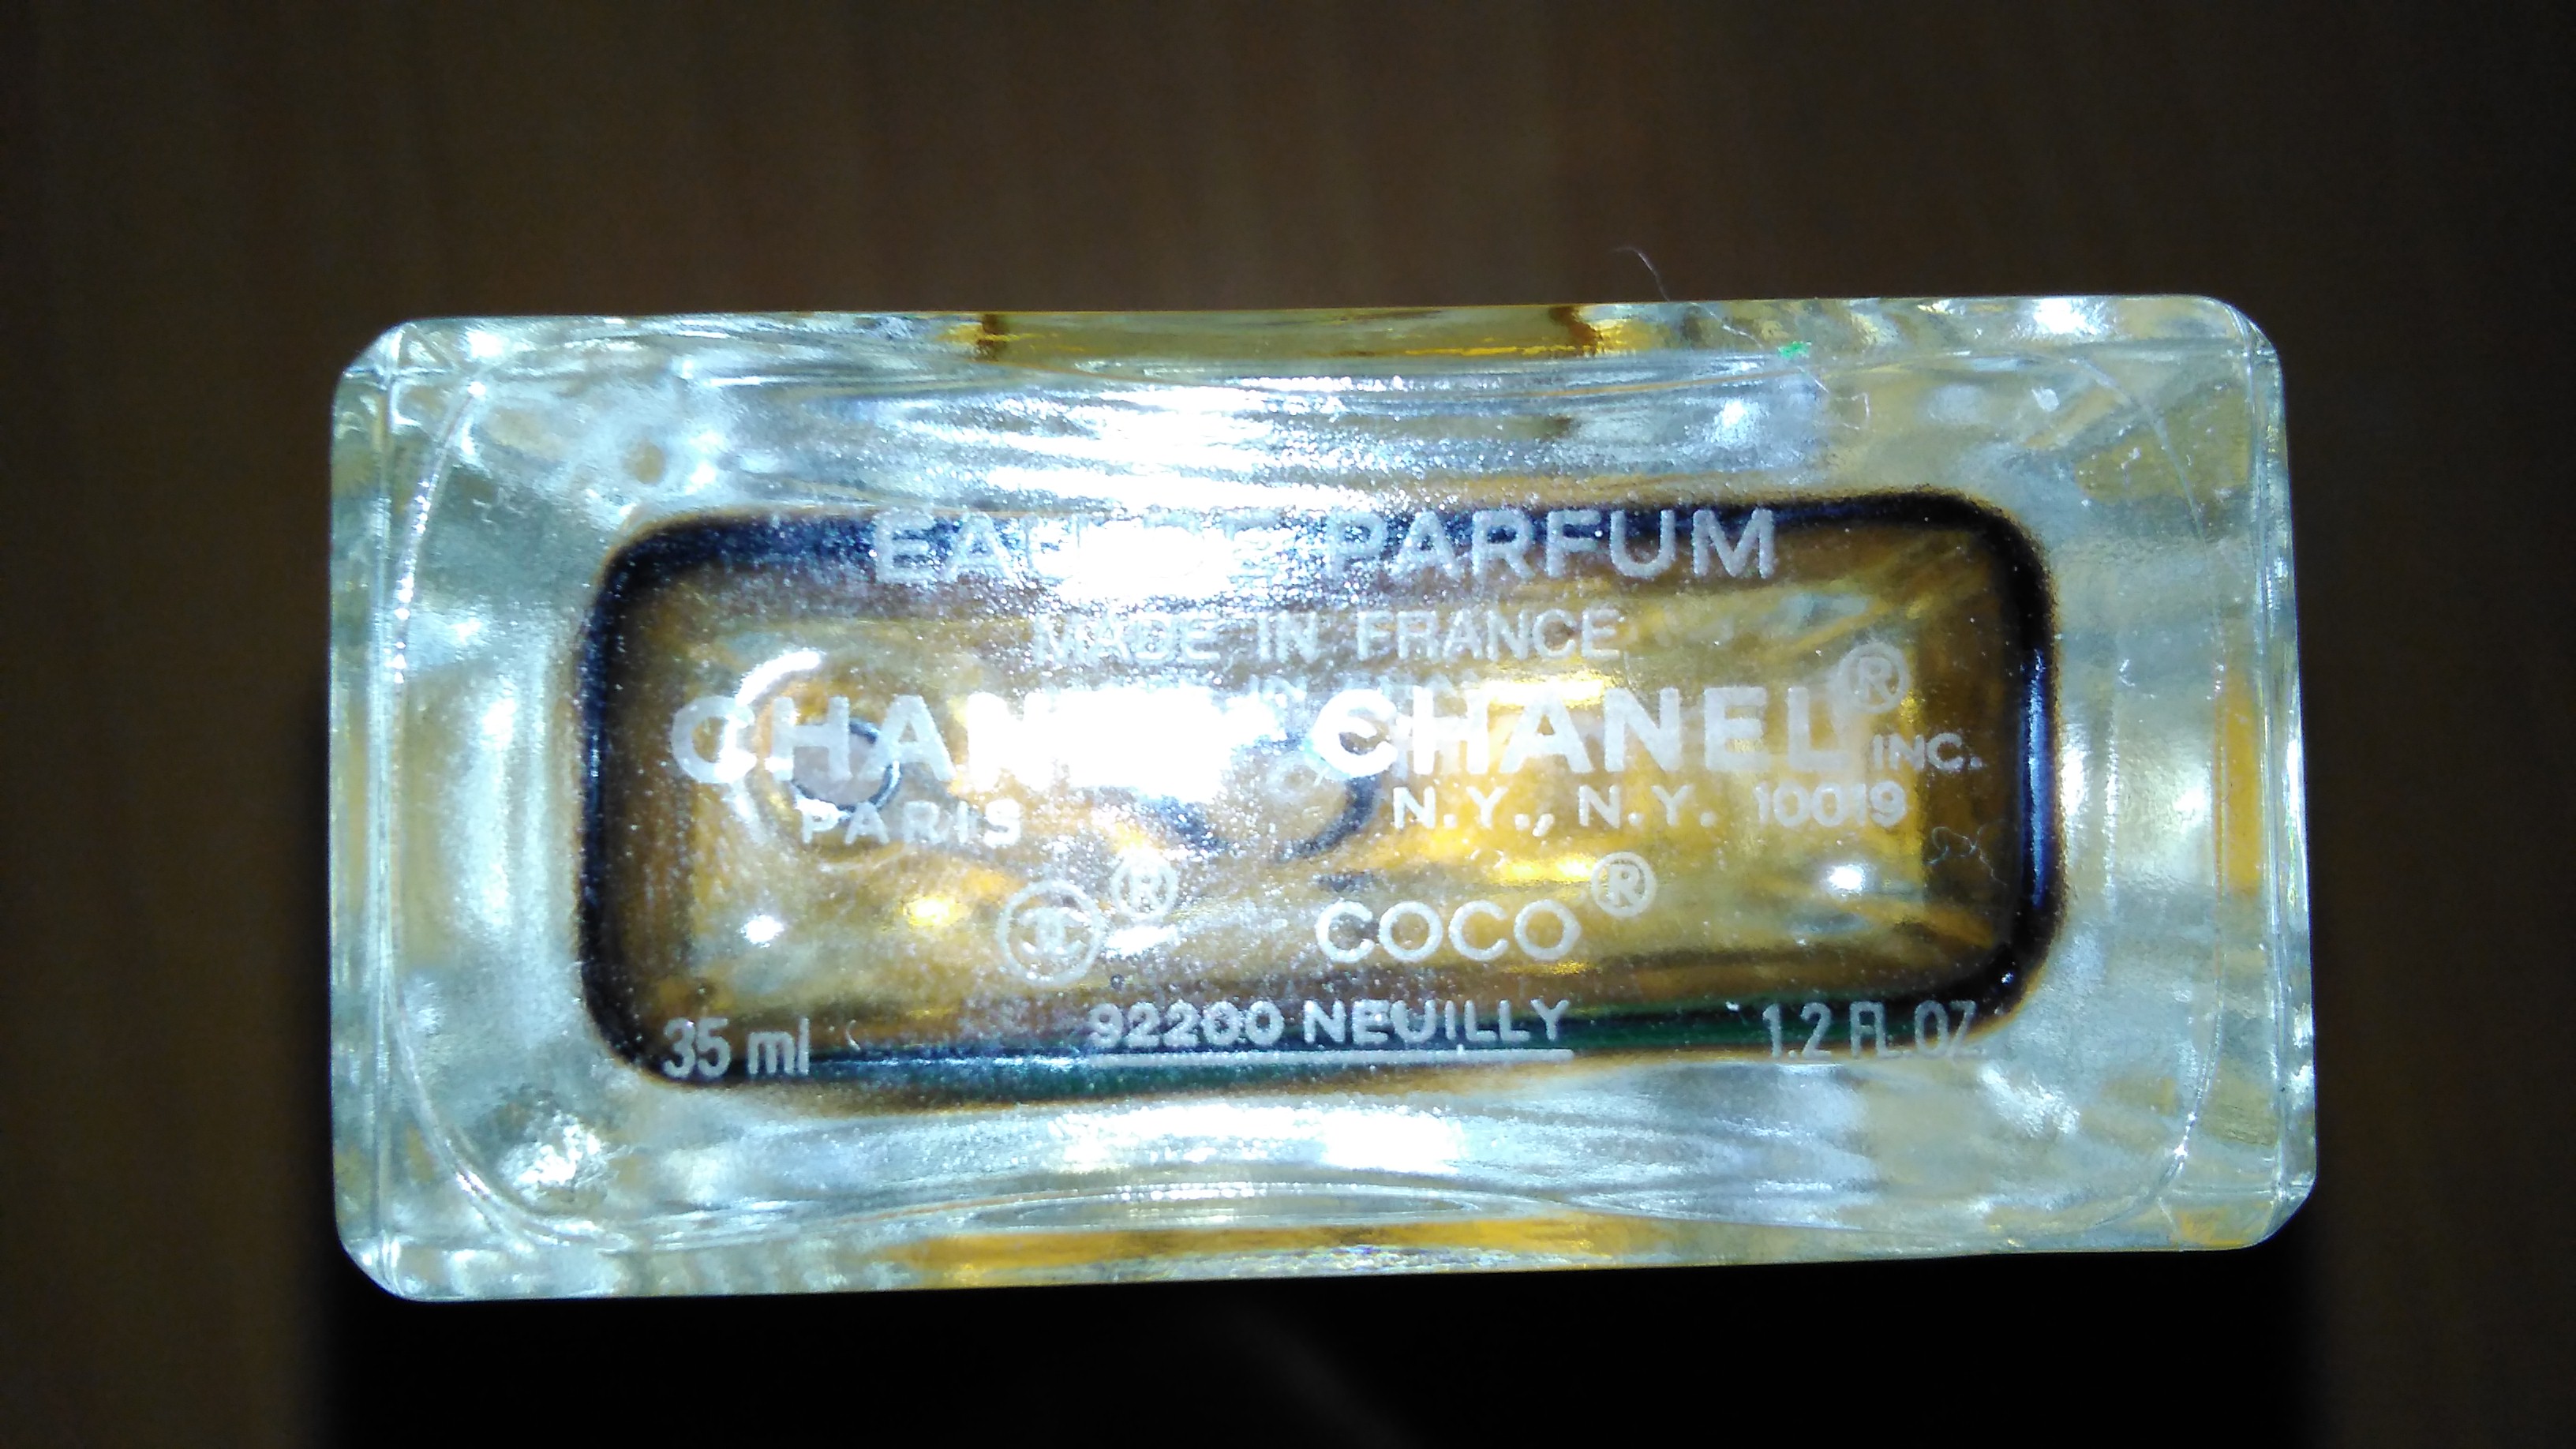 EAU DE PARFUM
MADE IN FRANCE
CHANEL CHANEL® INC.
PARIS N.Y., N.Y. 10019
® COCO®
35 ml 92200 NEUILLY 1.2 FL.OZ.